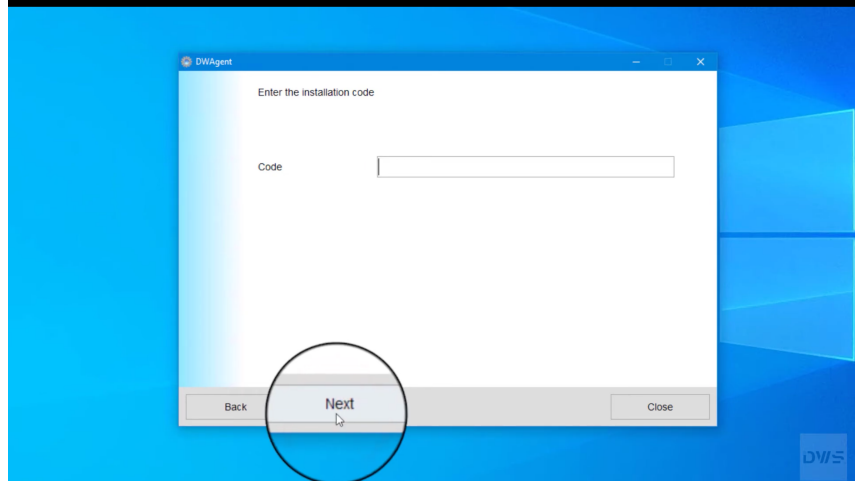 DWAgent
Enter the installation code
Code
Back
Next
Close
DWS